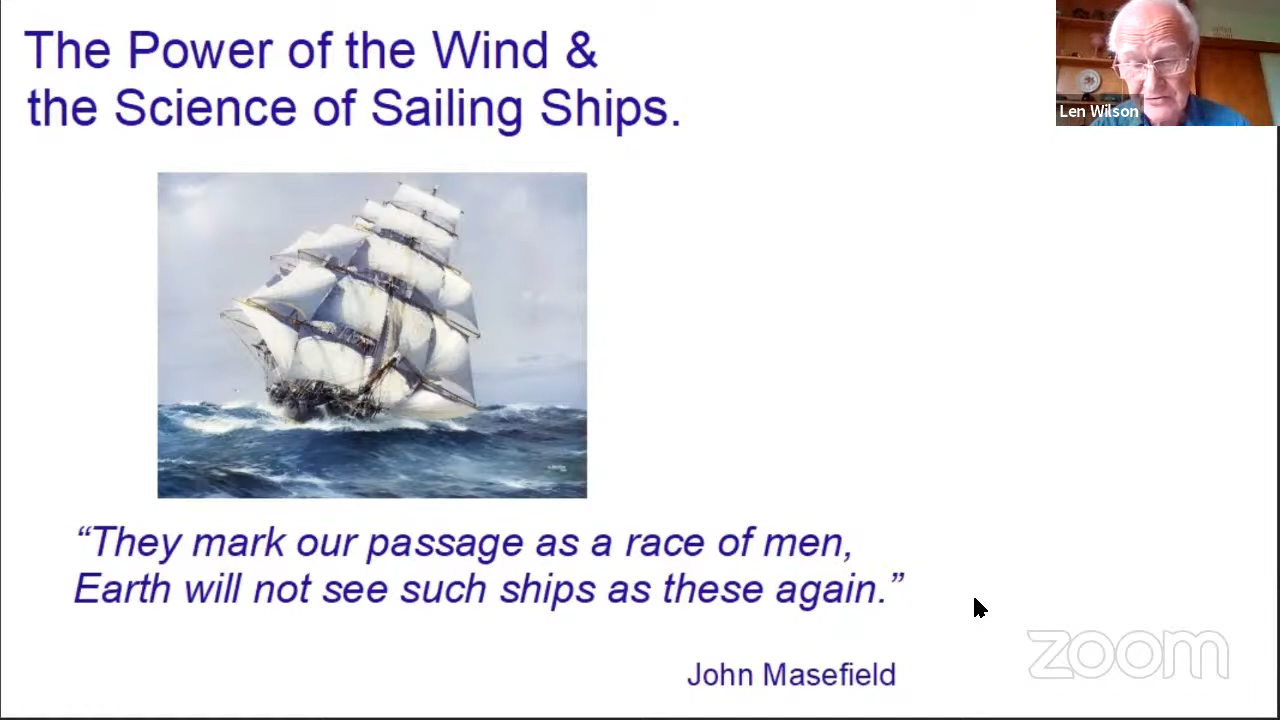 The Power of the Wind &
the Science of Sailing Ships.
Len Wilson
“They mark our passage as a race of men,
Earth will not see such ships as these again.”
John Masefield
zoom